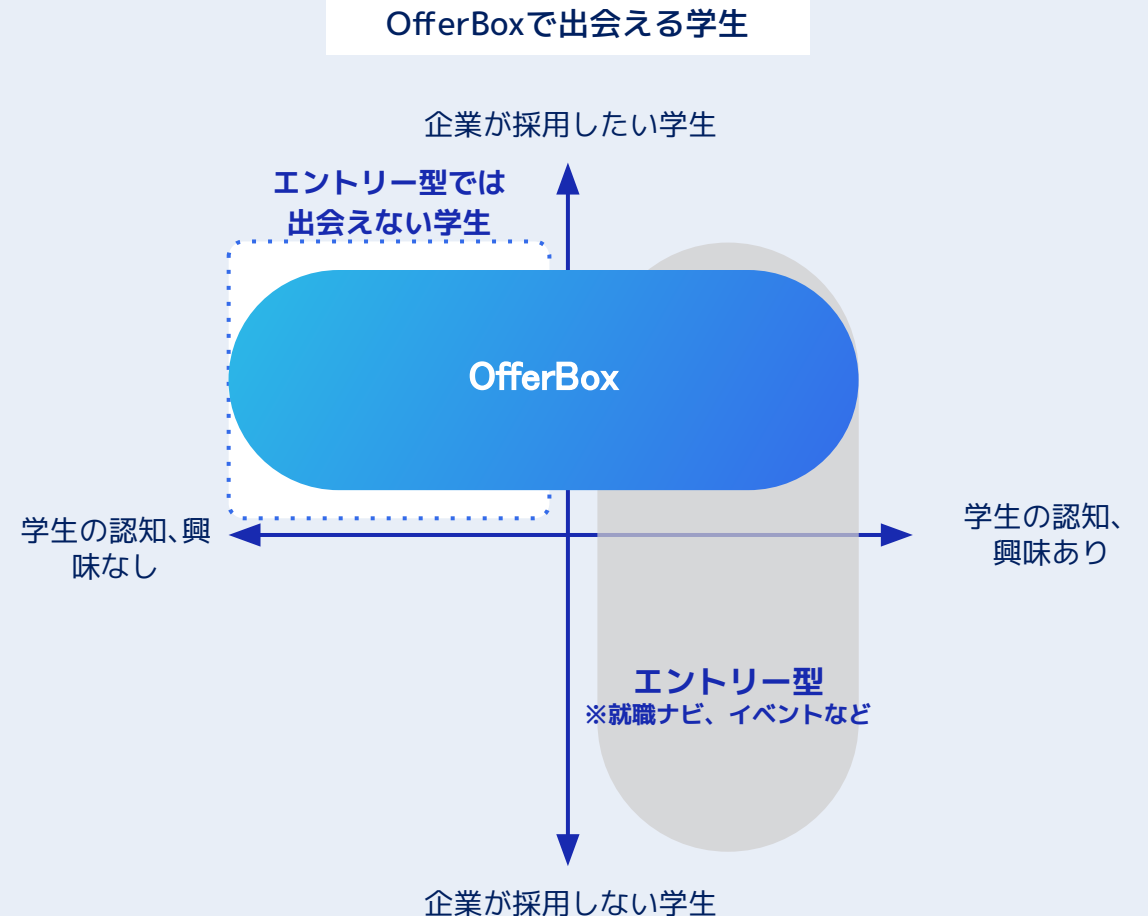 OfferBoxで出会える学生
企業が採用したい学生
エントリー型では
出会えない学生
OfferBox
学生の認知、興
味なし
学生の認知、
興味あり
エントリー型
※就職ナビ、イベントなど
企業が採用しない学生